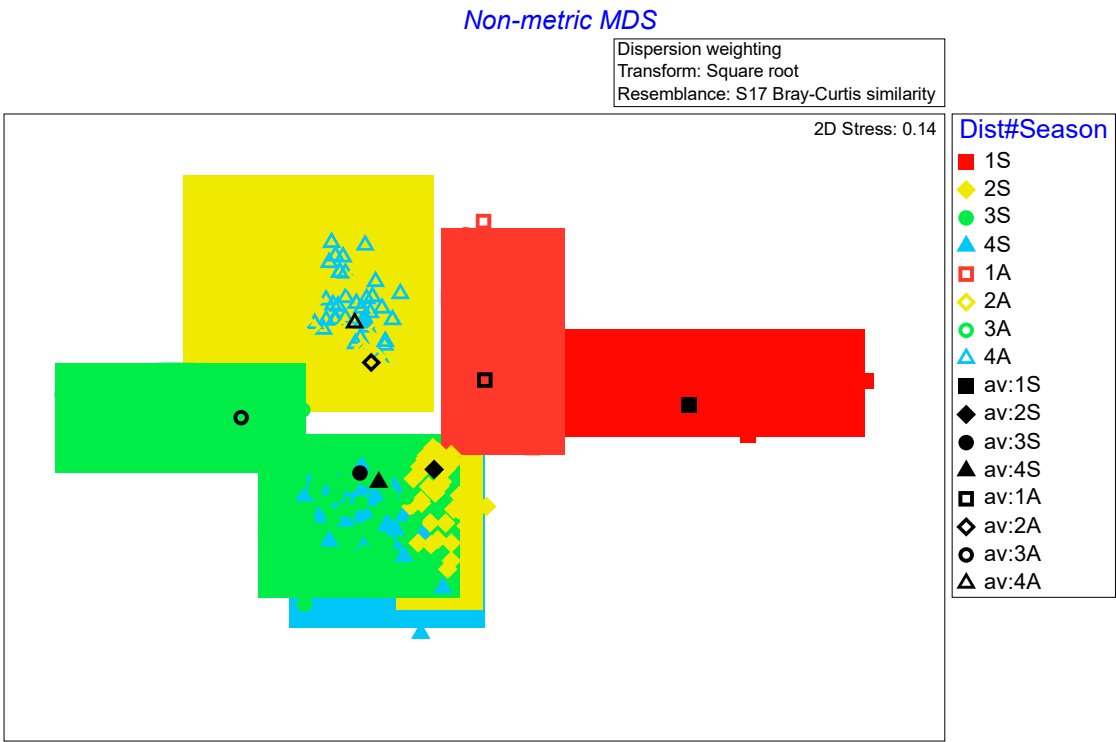 Non-metric MDS
Dispersion weighting
Transform: Square root
Resemblance: S17 Bray-Curtis similarity
2D Stress: 0.14
Dist#Season
1S
2S
3S
4S
1A
2A
3A
4A
av:1S
av:2S
av:3S
av:4S
av:1A
av:2A
av:3A
av:4A